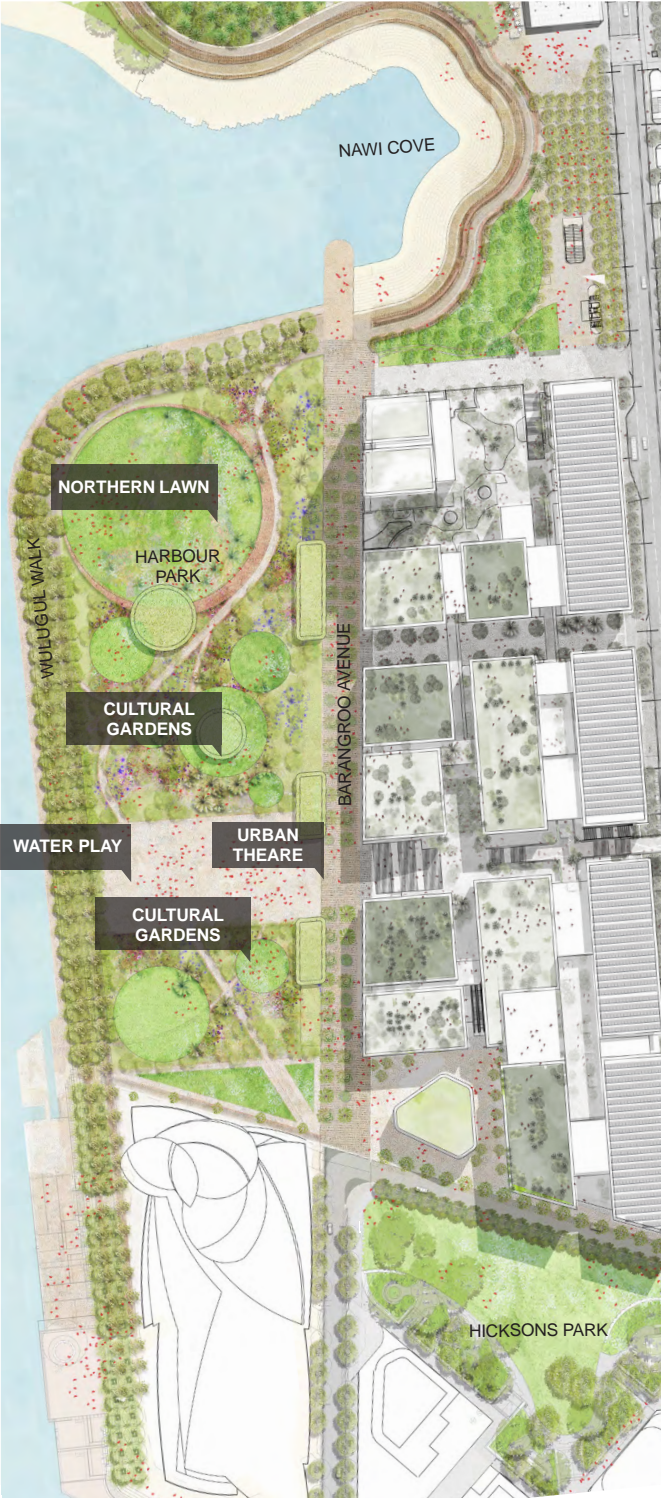 NAWI COVE
NORTHERN LAWN
HARBOUR
PARK
WULUGUL WALK
BARANGROO AVENUE
CULTURAL
GARDENS
WATER PLAY
URBAN
THEARE
CULTURAL
GARDENS
HICKSONS PARK